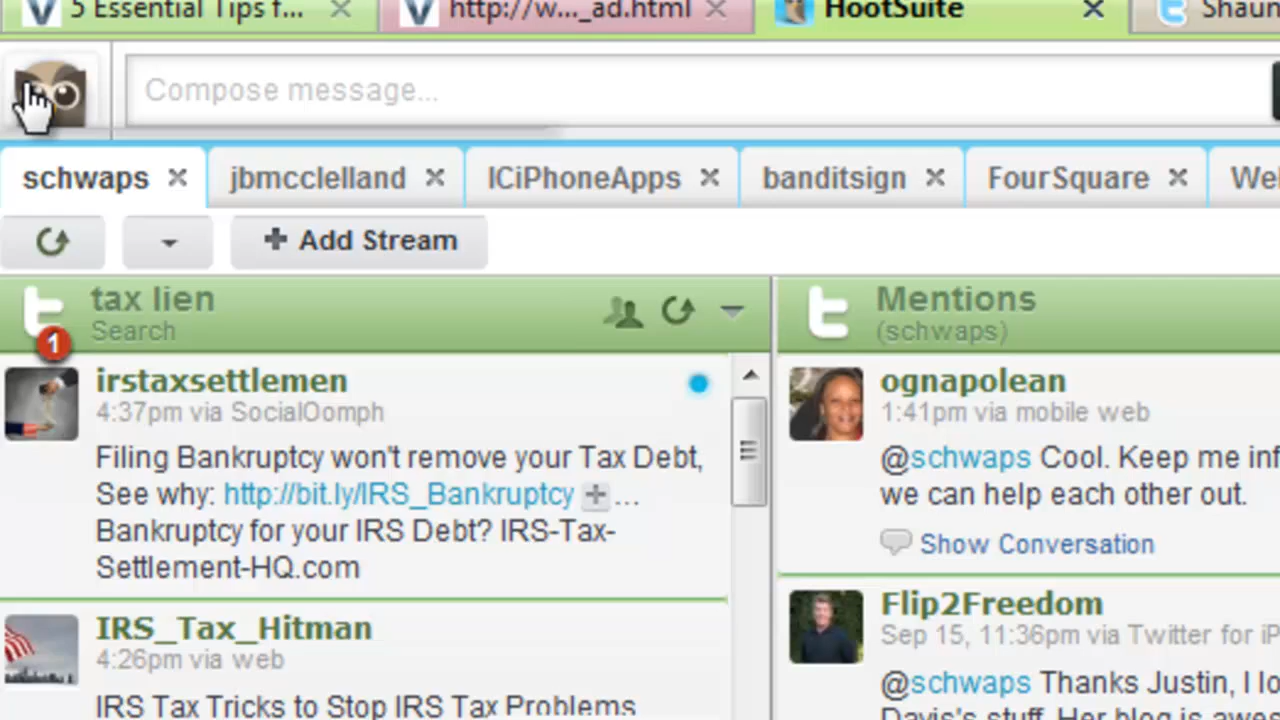 5 Essential Tips f...
http://w..._ad.html
HootSuite
Shaun
Compose message...
schwaps
jbmcclelland
ICiPhoneApps
banditsign
FourSquare
Add Stream
tax lien
Search
1
irstaxsettlemen
4:37pm via SocialOomph
Filing Bankruptcy won't remove your Tax Debt,
See why: http://bit.ly/IRS_Bankruptcy ...
Bankruptcy for your IRS Debt? IRS-Tax-
Settlement-HQ.com
IRS_Tax_Hitman
4:26pm via web
IRS Tax Tricks to Stop IRS Tax Problems
Mentions
(schwaps)
ognapolean
1:41pm via mobile web
@schwaps Cool. Keep me inf
we can help each other out.
Show Conversation
Flip2Freedom
Sep 15, 11:36pm via Twitter for iP
@schwaps Thanks Justin, I lo
Davis's stuff. Her blog is awes